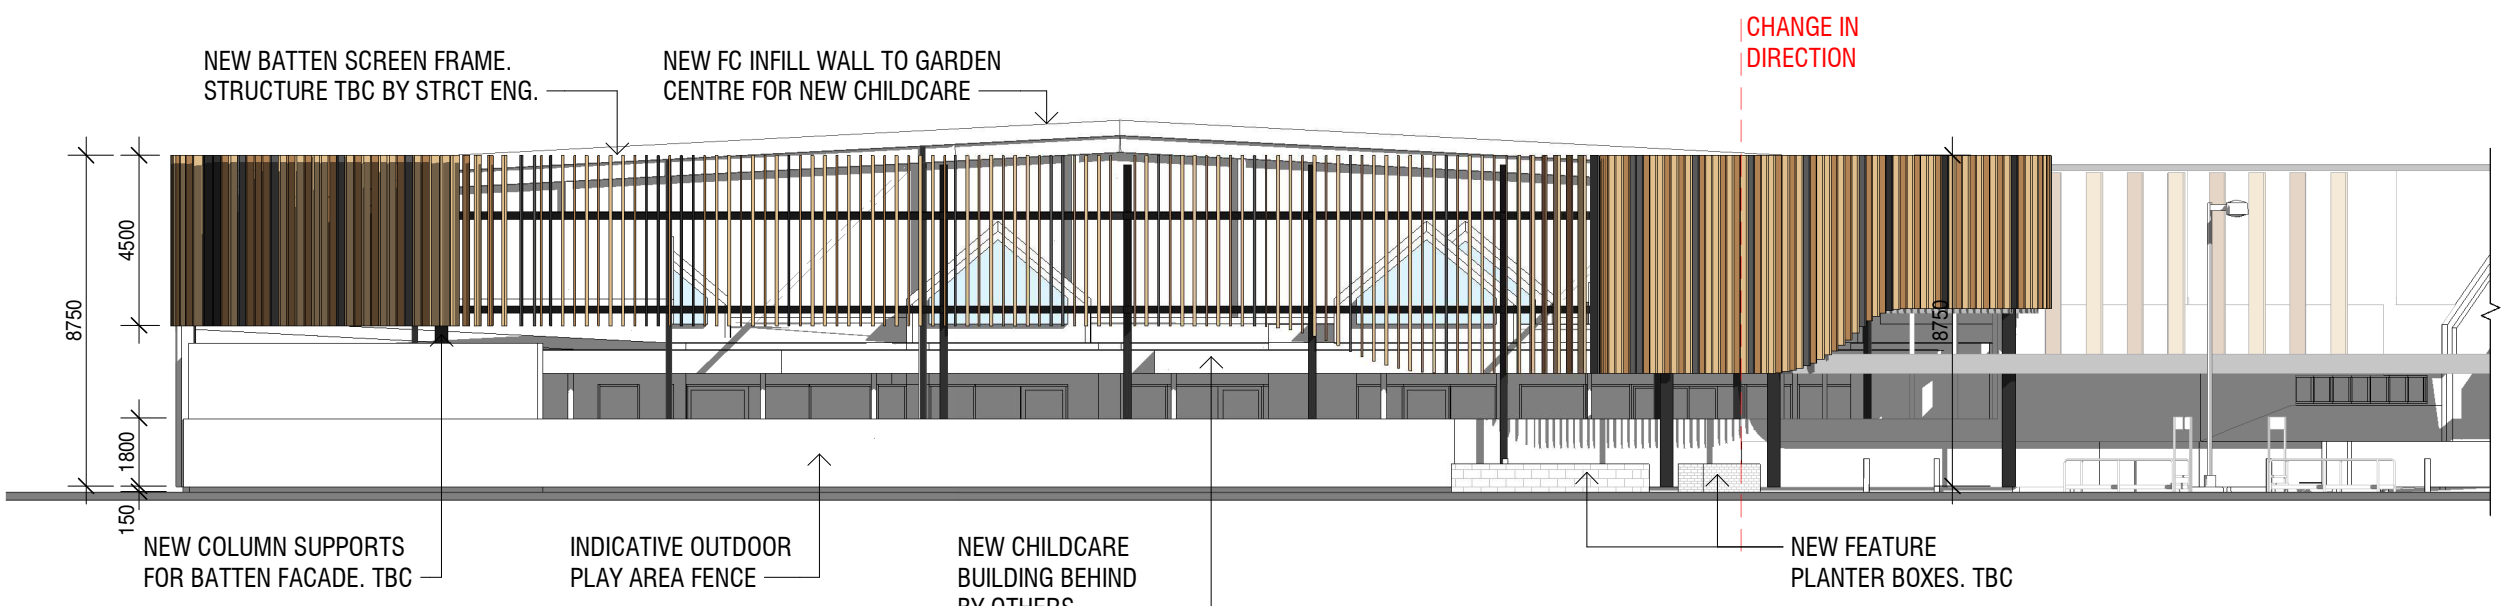 CHANGE IN
DIRECTION
NEW BATTEN SCREEN FRAME.
STRUCTURE TBC BY STRCT ENG.
NEW FC INFILL WALL TO GARDEN
CENTRE FOR NEW CHILDCARE
4500
8750
8750
1800
150
NEW COLUMN SUPPORTS
FOR BATTEN FACADE. TBC
INDICATIVE OUTDOOR
PLAY AREA FENCE
NEW CHILDCARE
BUILDING BEHIND
BY OTHERS
NEW FEATURE
PLANTER BOXES. TBC